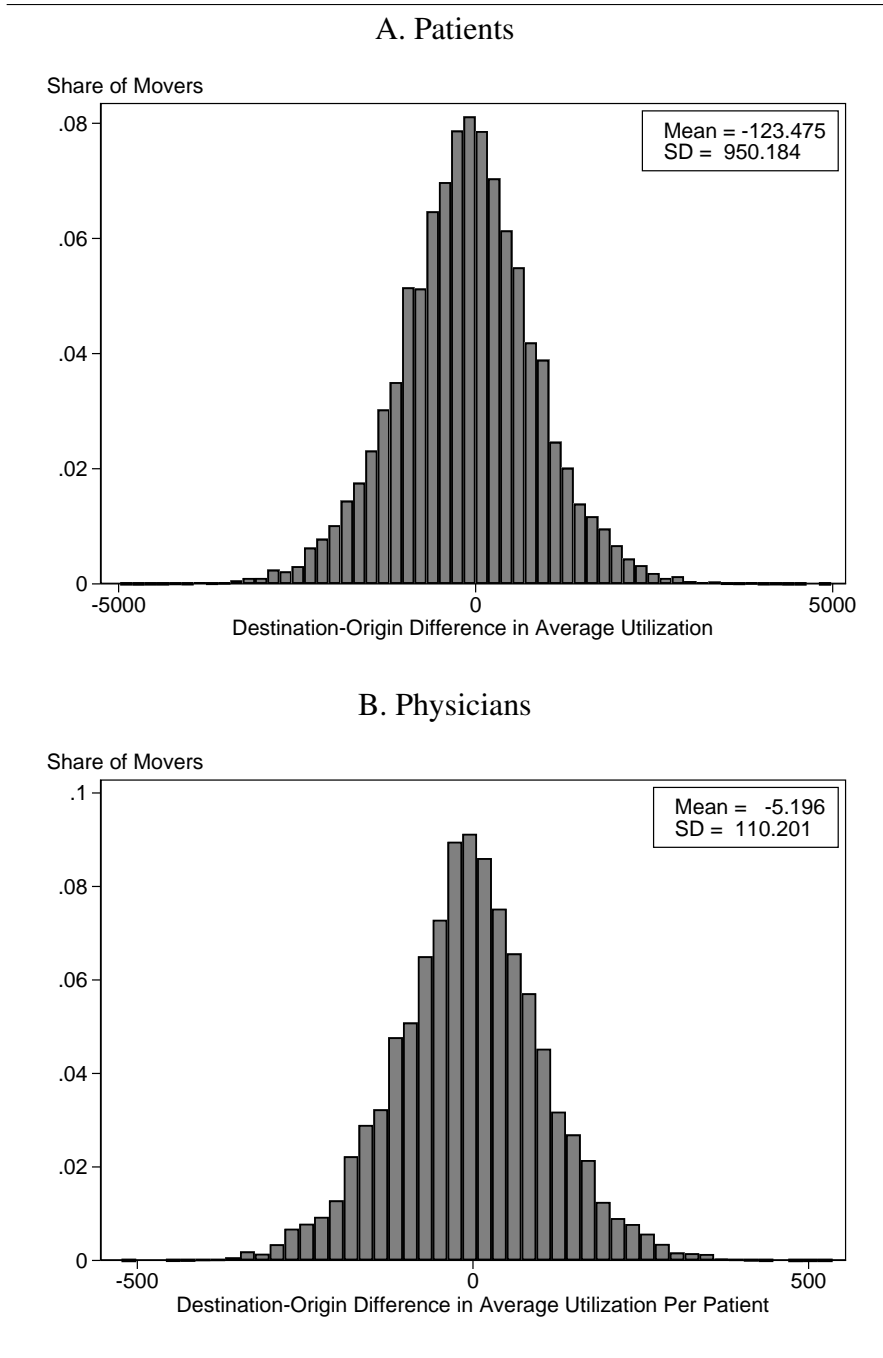 A. Patients
Share of Movers
.08
.06
.04
.02
0
Mean = -123.475
SD = 950.184
-5000 0 5000
Destination-Origin Difference in Average Utilization
B. Physicians
Share of Movers
.1
.08
.06
.04
.02
0
Mean = -5.196
SD = 110.201
-500 0 500
Destination-Origin Difference in Average Utilization Per Patient